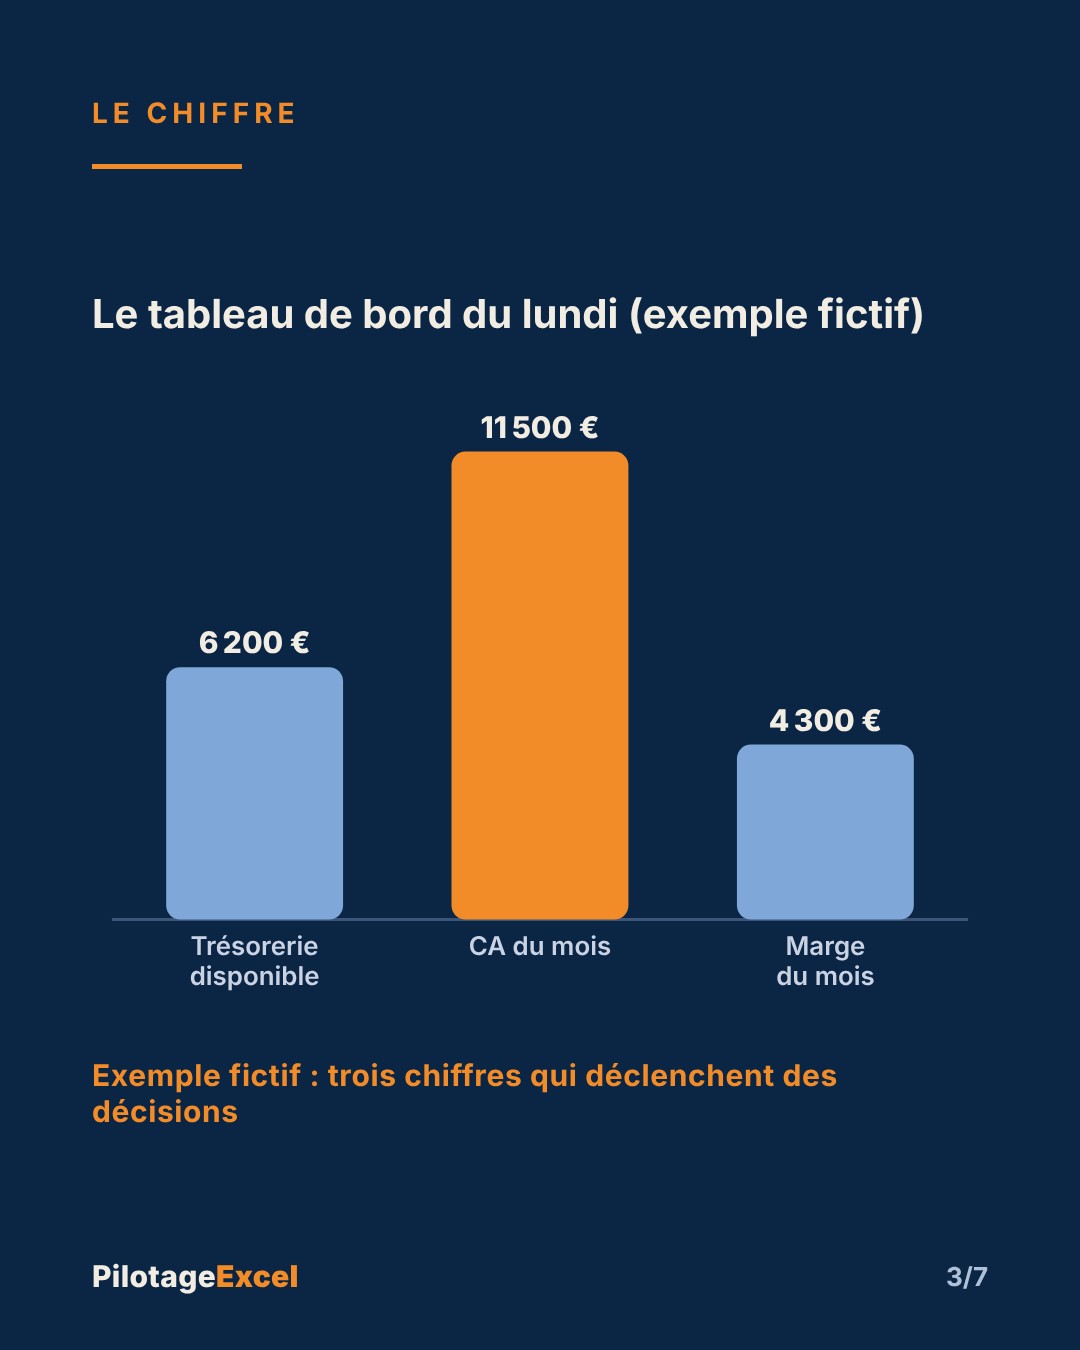 LE CHIFFRE
Le tableau de bord du lundi (exemple fictif)
11 500 €
6 200 €
4 300 €
Trésorerie
disponible
CA du mois
Marge
du mois
Exemple fictif : trois chiffres qui déclenchent des
décisions
PilotageExcel
3/7